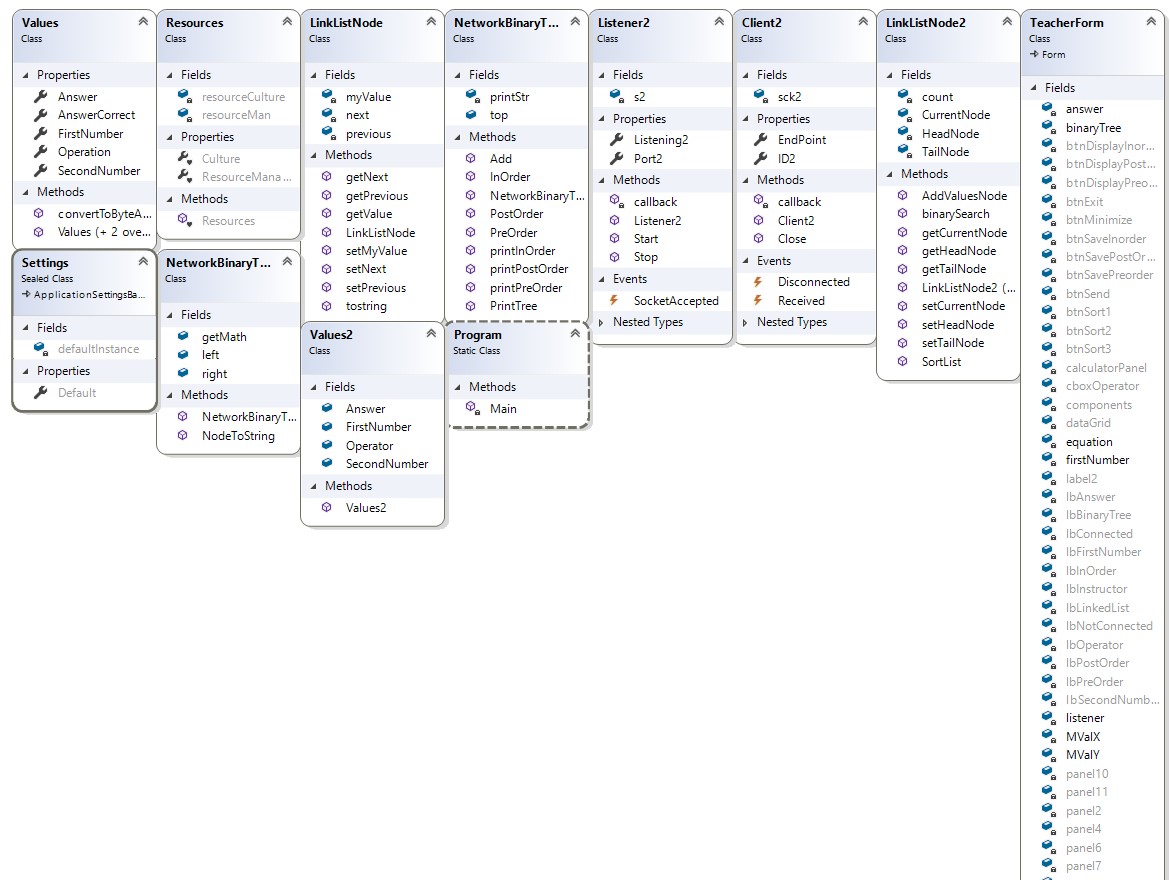 Values
Class
Properties
Answer
AnswerCorrect
FirstNumber
Operation
SecondNumber
Methods
convertToByteA...
Values (+ 2 ove...
Settings
Sealed Class
ApplicationSettingsBa...
Fields
defaultInstance
Properties
Default
Resources
Class
Fields
resourceCulture
resourceMan
Properties
Culture
ResourceMana...
Methods
Resources
NetworkBinaryT...
Class
Fields
getMath
left
right
Methods
NetworkBinaryT...
NodeToString
LinkListNode
Class
Fields
myValue
next
previous
Methods
getNext
getPrevious
getValue
LinkListNode
setMyValue
setNext
setPrevious
tostring
Values2
Class
Fields
Answer
FirstNumber
Operator
SecondNumber
Methods
Values2
NetworkBinaryT...
Class
Fields
printStr
top
Methods
Add
InOrder
NetworkBinaryT...
PostOrder
PreOrder
printInOrder
printPostOrder
printPreOrder
PrintTree
Program
Static Class
Methods
Main
Listener2
Class
Fields
s2
Properties
Listening2
Port2
Methods
callback
Listener2
Start
Stop
Events
SocketAccepted
Nested Types
Client2
Class
Fields
sck2
Properties
EndPoint
ID2
Methods
callback
Client2
Close
Events
Disconnected
Received
Nested Types
LinkListNode2
Class
Fields
count
CurrentNode
HeadNode
TailNode
Methods
AddValuesNode
binarySearch
getCurrentNode
getHeadNode
getTailNode
LinkListNode2 (...
setCurrentNode
setHeadNode
setTailNode
SortList
TeacherForm
Class
Form
Fields
answer
binaryTree
btnDisplayInor...
btnDisplayPost...
btnDisplayPreo...
btnExit
btnMinimize
btnSaveInorder
btnSavePostOr...
btnSavePreorder
btnSend
btnSort1
btnSort2
btnSort3
calculatorPanel
cboxOperator
components
dataGrid
equation
firstNumber
label2
lbAnswer
lbBinaryTree
lbConnected
lbFirstNumber
lbInOrder
lbInstructor
lbLinkedList
lbNotConnected
lbOperator
lbPostOrder
lbPreOrder
lbSecondNumb...
listener
MValX
MValY
panel10
panel11
panel2
panel4
panel6
panel7